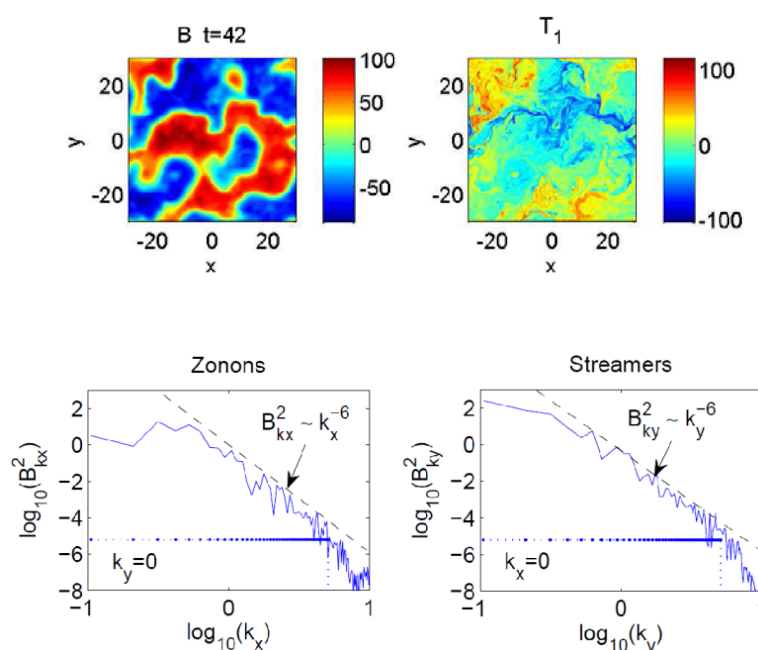 B t=42
T1
20
0
-20
y
-20 0 20
x
100
50
0
-50
20
0
-20
y
-20 0 20
x
100
0
-100
Zonons
Streamers
log10(B²kx)
2
0
-2
-4
-6
-8
B²kx ~ kx^-6
ky=0
-1 0 1
log10(kx)
log10(B²ky)
2
0
-2
-4
-6
-8
B²ky ~ ky^-6
kx=0
-1 0
log10(ky)